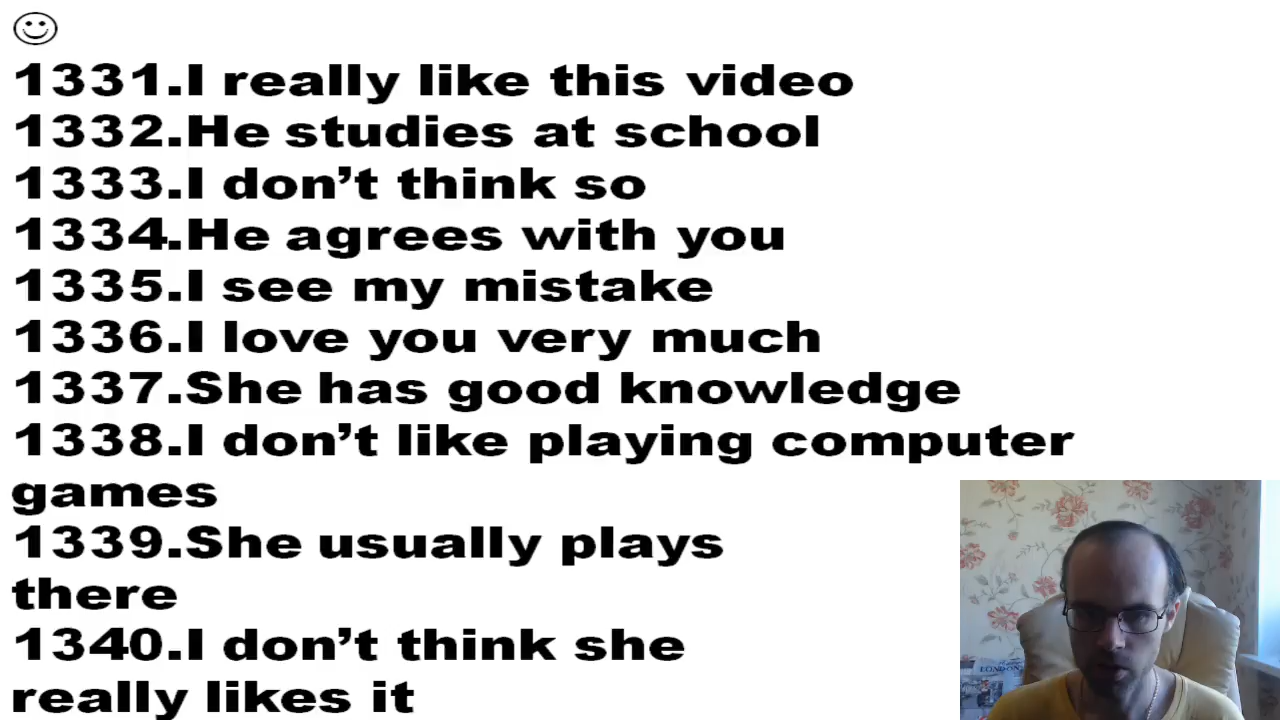 1331.I really like this video
1332.He studies at school
1333.I don’t think so
1334.He agrees with you
1335.I see my mistake
1336.I love you very much
1337.She has good knowledge
1338.I don’t like playing computer
games
1339.She usually plays
there
1340.I don’t think she
really likes it
LONDON